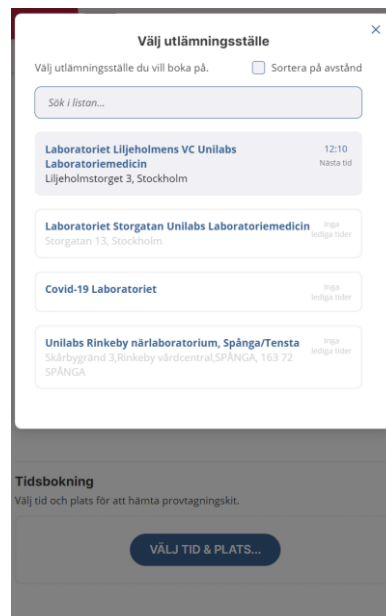 Välj utlämningsställe
Välj utlämningsställe du vill boka på.
Sortera på avstånd
Sök i listan...
Laboratoriet Liljeholmens VC Unilabs
Laboratoriemedicin
Liljeholmstorget 3, Stockholm
12:10
Nästa tid
Laboratoriet Storgatan Unilabs Laboratoriemedicin
Storgatan 13, Stockholm
Inga
lediga tider
Covid-19 Laboratoriet
Inga
lediga tider
Unilabs Rinkeby närlaboratorium, Spånga/Tensta
Skårbygränd 3,Rinkeby vårdcentral,SPÅNGA, 163 72
SPÅNGA
Inga
lediga tider
Tidsbokning
Välj tid och plats för att hämta provtagningskit.
VÄLJ TID & PLATS...